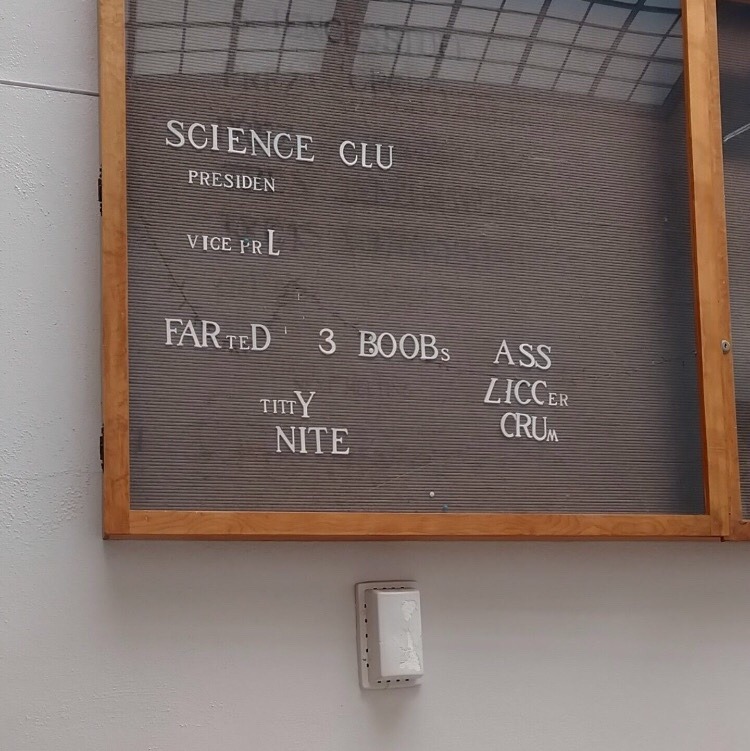 SCIENCE CLU
PRESIDEN
VICE PRL
FARTED ' 3 BOOBs ASS
LICCER
TITTY CRUM
NITE